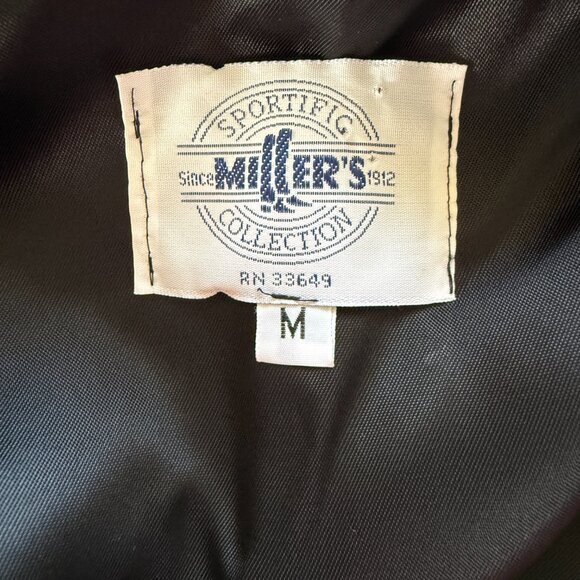 SPORTIFIC
Since MILLER'S 1912
COLLECTION
RN 33649
M